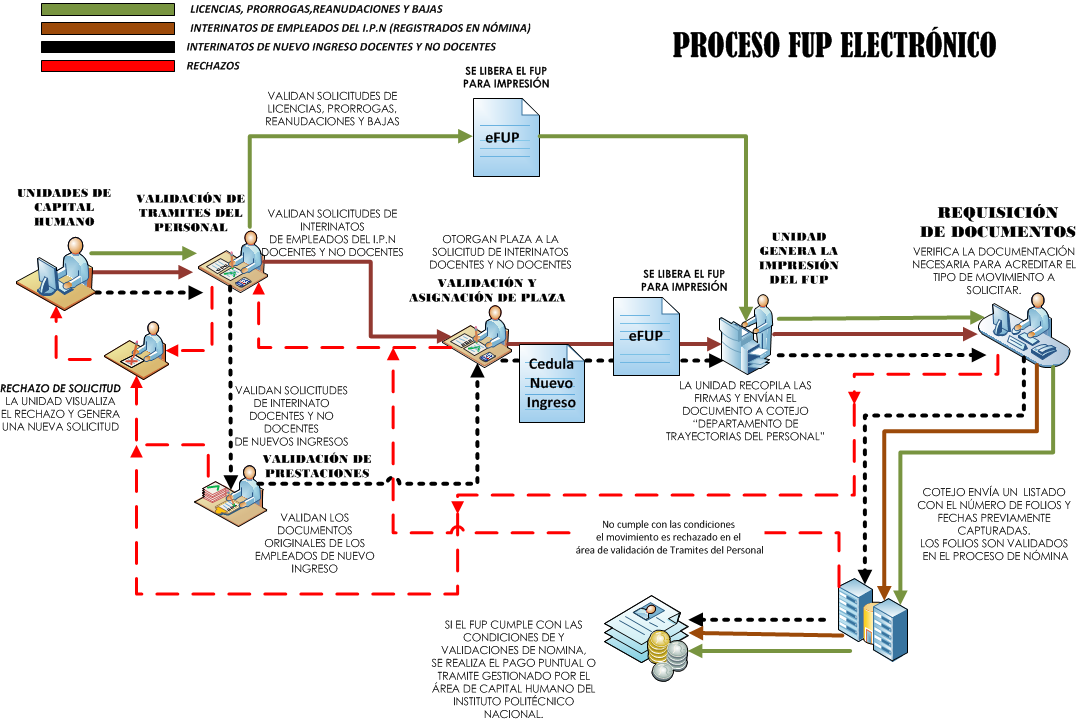 LICENCIAS, PRORROGAS,REANUDACIONES Y BAJAS
INTERINATOS DE EMPLEADOS DEL I.P.N (REGISTRADOS EN NÓMINA)
INTERINATOS DE NUEVO INGRESO DOCENTES Y NO DOCENTES
RECHAZOS
PROCESO FUP ELECTRÓNICO
SE LIBERA EL FUP
PARA IMPRESIÓN
VALIDAN SOLICITUDES DE
LICENCIAS, PRORROGAS,
REANUDACIONES Y BAJAS
eFUP
UNIDADES DE
CAPITAL
HUMANO
VALIDACIÓN DE
TRAMITES DEL
PERSONAL
VALIDAN SOLICITUDES DE
INTERINATOS
DE EMPLEADOS DEL I.P.N
DOCENTES Y NO DOCENTES
OTORGAN PLAZA A LA
SOLICITUD DE INTERINATOS
DOCENTES Y NO DOCENTES
VALIDACIÓN Y
ASIGNACIÓN DE PLAZA
SE LIBERA EL FUP
PARA IMPRESIÓN
eFUP
UNIDAD
GENERA LA
IMPRESIÓN
DEL FUP
REQUISICIÓN
DE DOCUMENTOS
VERIFICA LA DOCUMENTACIÓN
NECESARIA PARA ACREDITAR EL
TIPO DE MOVIMIENTO A
SOLICITAR.
Cedula
Nuevo
Ingreso
RECHAZO DE SOLICITUD
LA UNIDAD VISUALIZA
EL RECHAZO Y GENERA
UNA NUEVA SOLICITUD
VALIDAN SOLICITUDES
DE INTERINATO
DOCENTES Y NO
DOCENTES
DE NUEVOS INGRESOS
LA UNIDAD RECOPILA LAS
FIRMAS Y ENVÍAN EL
DOCUMENTO A COTEJO
“DEPARTAMENTO DE
TRAYECTORIAS DEL PERSONAL”
VALIDACIÓN DE
PRESTACIONES
VALIDAN LOS
DOCUMENTOS
ORIGINALES DE LOS
EMPLEADOS DE NUEVO
INGRESO
No cumple con las condiciones
el movimiento es rechazado en el
área de validación de Tramites del Personal
COTEJO ENVÍA UN LISTADO
CON EL NÚMERO DE FOLIOS Y
FECHAS PREVIAMENTE
CAPTURADAS.
LOS FOLIOS SON VALIDADOS
EN EL PROCESO DE NÓMINA
SI EL FUP CUMPLE CON LAS
CONDICIONES DE Y
VALIDACIONES DE NOMINA,
SE REALIZA EL PAGO PUNTUAL O
TRAMITE GESTIONADO POR EL
ÁREA DE CAPITAL HUMANO DEL
INSTITUTO POLITÉCNICO
NACIONAL.